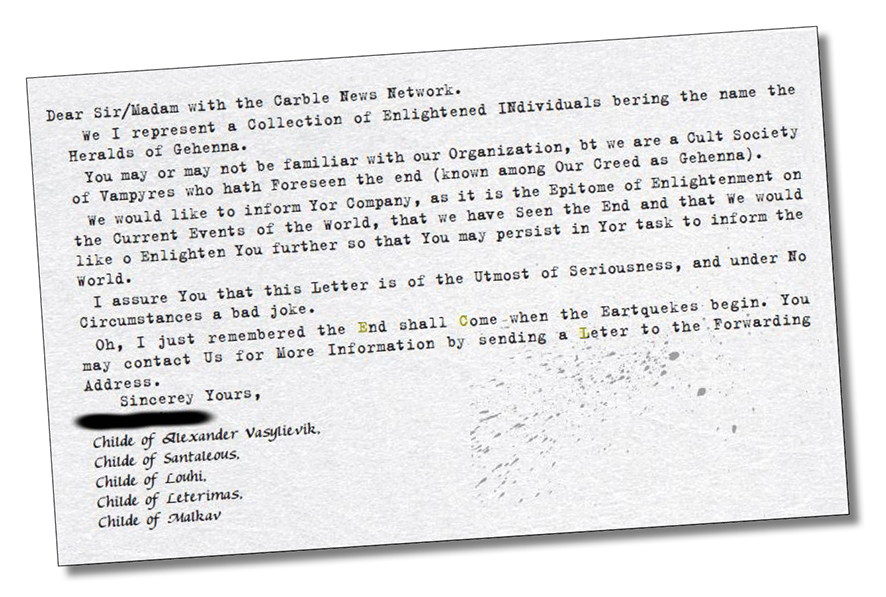 Dear Sir/Madam with the Carble News Network.
We I represent a Collection of Enlightened INdividuals bering the name the
Heralds of Gehenna.
You may or may not be familiar with our Organization, bt we are a Cult Society
of Vampyres who hath Foreseen the end (known among Our Creed as Gehenna).
We would like to inform Yor Company, as it is the Epitome of Enlightenment on
the Current Events of the World, that we have Seen the End and that We would
like o Enlighten You further so that You may persist in Yor task to inform the
World.
I assure You that this Letter is of the Utmost of Seriousness, and under No
Circumstances a bad joke.
Oh, I just remembered the End shall Come when the Eartquekes begin. You
may contact Us for More Information by sending a Leter to the Forwarding
Address.
Sincerey Yours,
Childe of Alexander Vasylievik,
Childe of Santaleous,
Childe of Louhi,
Childe of Leterimas,
Childe of Malkav